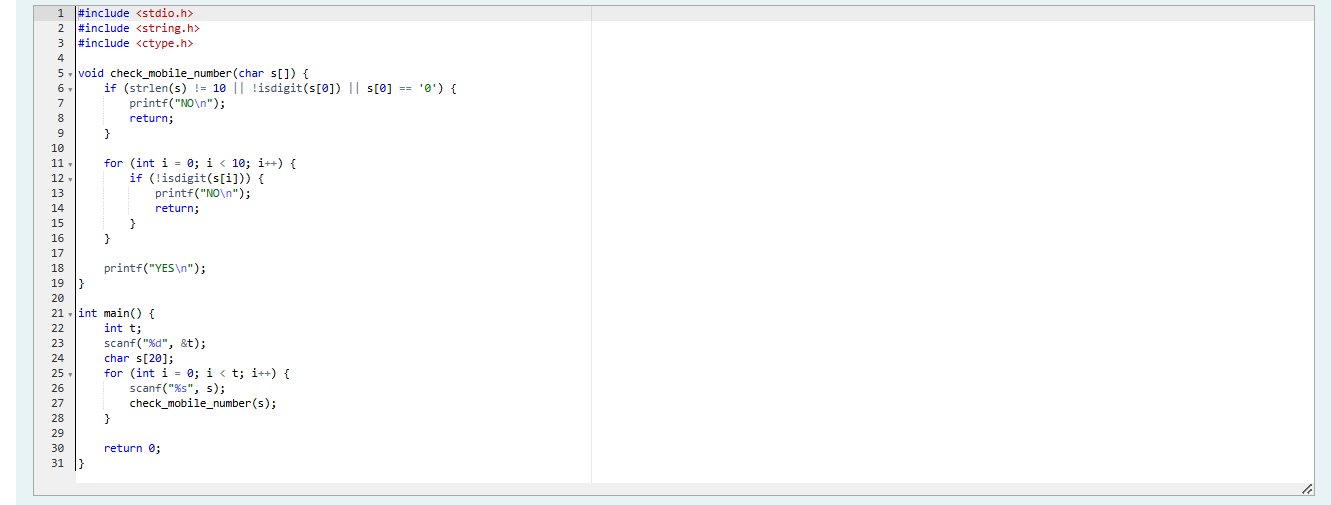 1 #include <stdio.h>
2 #include <string.h>
3 #include <ctype.h>
4
5 void check_mobile_number(char s[]) {
6     if (strlen(s) != 10 || !isdigit(s[0]) || s[0] == '0') {
7         printf("NO\n");
8         return;
9     }
10
11     for (int i = 0; i < 10; i++) {
12         if (!isdigit(s[i])) {
13             printf("NO\n");
14             return;
15         }
16     }
17
18     printf("YES\n");
19 }
20
21 int main() {
22     int t;
23     scanf("%d", &t);
24     char s[20];
25     for (int i = 0; i < t; i++) {
26         scanf("%s", s);
27         check_mobile_number(s);
28     }
29
30     return 0;
31 }